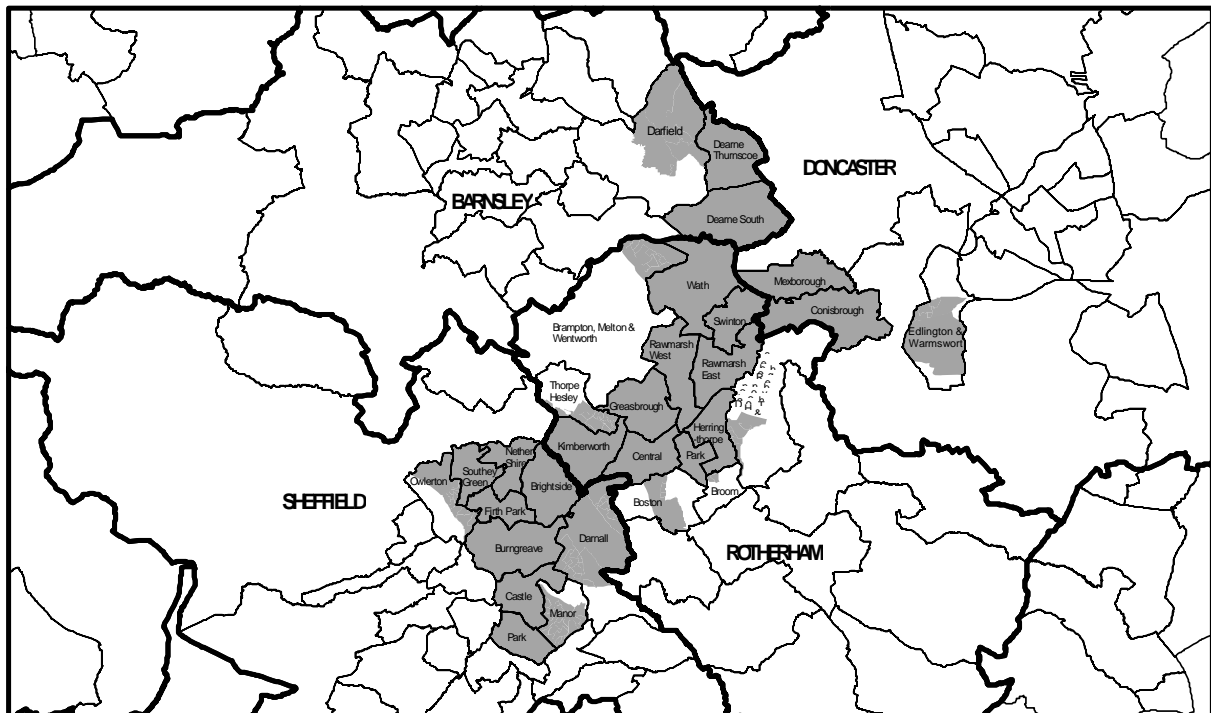 Darfield
Dearne
Thurnscoe
DONCASTER
BARNSLEY
Dearne South
Mexborough
Wath
Conisbrough
Swinton
Brampton, Melton &
Wentworth
Edlington &
Warmswort
Rawmarsh
West
Rawmarsh
East
Thorpe
Hesley
Greasbrough
Herring
-thorpe
Kimberworth
Central
Park
Nether
Shire
Southey
Green
Owlerton
Brightside
Broom
Boston
SHEFFIELD
Firth Park
Darnall
Burngreave
ROTHERHAM
Castle
Manor
Park